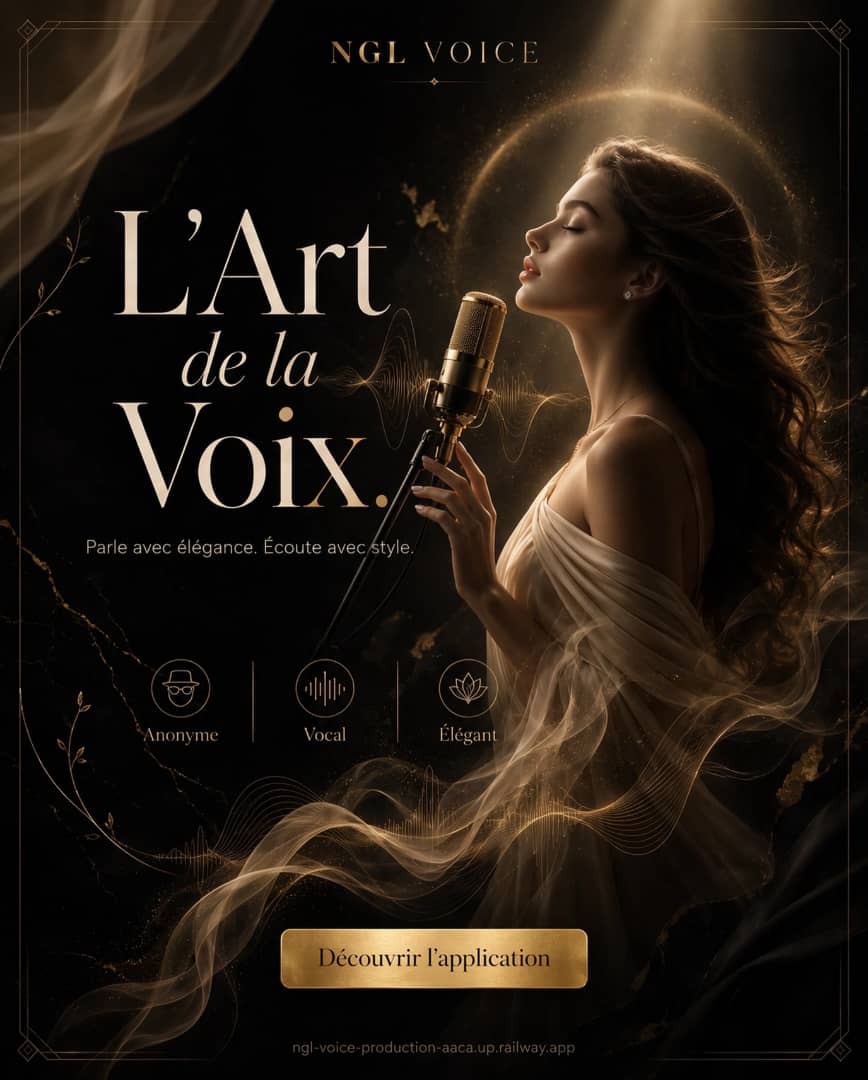 NGL VOICE
L'Art
de la
Voix.
Parle avec élégance. Écoute avec style.
Anonyme
Vocal
Élégant
Découvrir l'application
ngl-voice-production-aaca.up.railway.app